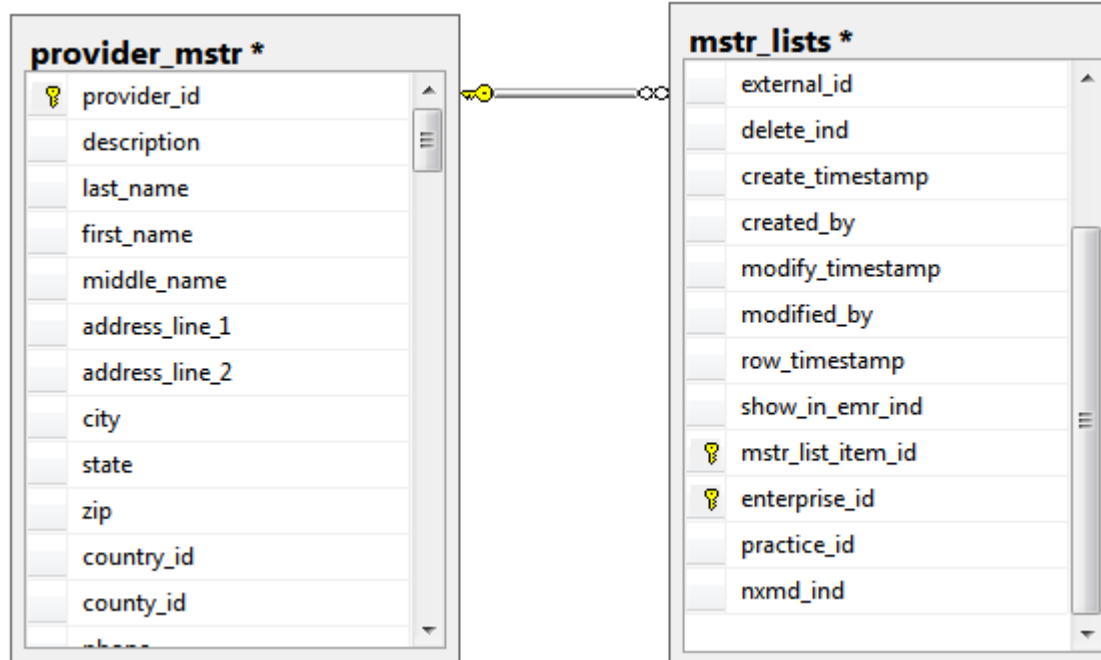 provider_mstr *
provider_id
description
last_name
first_name
middle_name
address_line_1
address_line_2
city
state
zip
country_id
county_id
mstr_lists *
external_id
delete_ind
create_timestamp
created_by
modify_timestamp
modified_by
row_timestamp
show_in_emr_ind
mstr_list_item_id
enterprise_id
practice_id
nxmd_ind